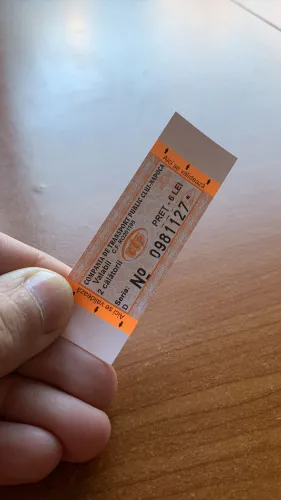 Aici se validează
COMPANIA DE TRANSPORT PUBLIC CLUJ-NAPOCA
Valabil
2 călătorii
PREȚ - 6 LEI
Seria:
D
Nº 0981127
Aici se validează